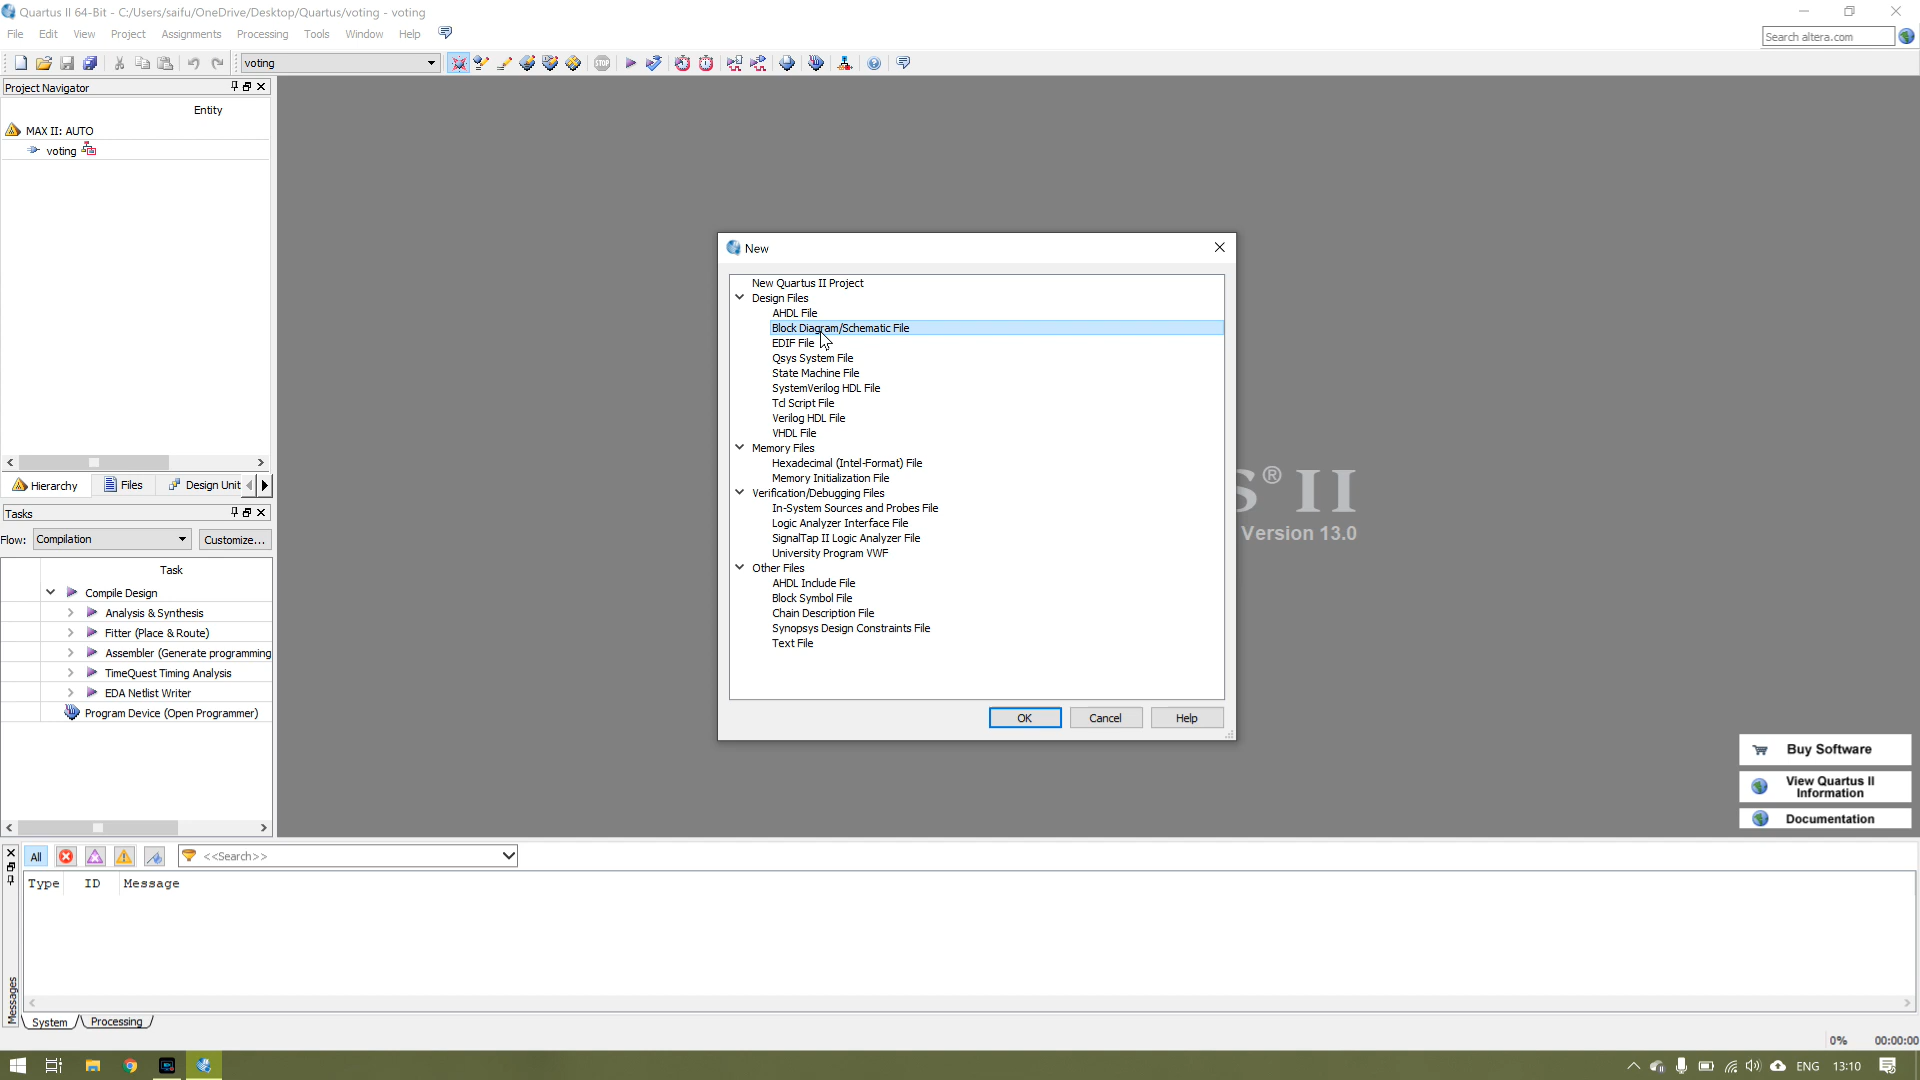 Quartus II 64-Bit - C:/Users/saifu/OneDrive/Desktop/Quartus/voting - voting
File Edit View Project Assignments Processing Tools Window Help
Search altera.com
voting
STOP
Project Navigator
Entity
MAX II: AUTO
voting
Hierarchy Files Design Unit
Tasks
Flow: Compilation Customize...
Task
Compile Design
Analysis & Synthesis
Fitter (Place & Route)
Assembler (Generate programming
TimeQuest Timing Analysis
EDA Netlist Writer
Program Device (Open Programmer)
New
New Quartus II Project
Design Files
AHDL File
Block Diagram/Schematic File
EDIF File
Qsys System File
State Machine File
SystemVerilog HDL File
Tcl Script File
Verilog HDL File
VHDL File
Memory Files
Hexadecimal (Intel-Format) File
Memory Initialization File
Verification/Debugging Files
In-System Sources and Probes File
Logic Analyzer Interface File
SignalTap II Logic Analyzer File
University Program VWF
Other Files
AHDL Include File
Block Symbol File
Chain Description File
Synopsys Design Constraints File
Text File
OK Cancel Help
S® II
Version 13.0
Buy Software
View Quartus II
Information
Documentation
All <<Search>>
Type ID Message
Messages
System Processing
0% 00:00:00
ENG 13:10